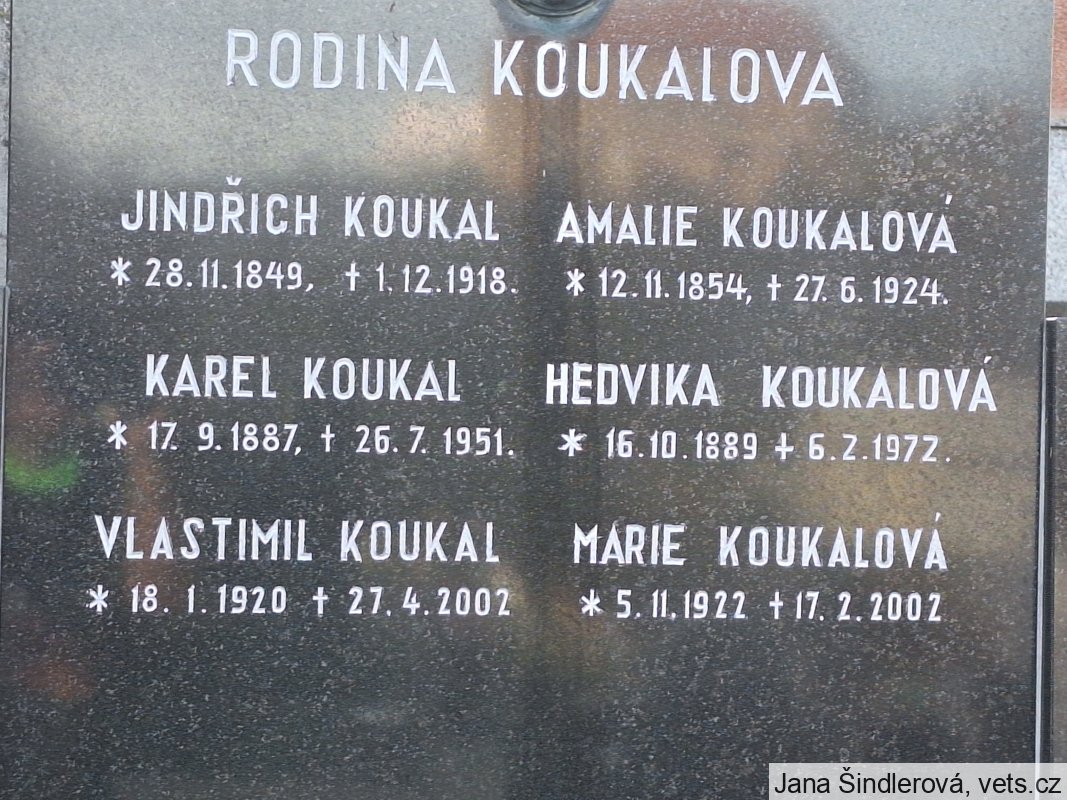 RODINA KOUKALOVA
JINDŘICH KOUKAL
* 28.11.1849, † 1.12.1918.
AMALIE KOUKALOVÁ
* 12.11.1854, † 27.6.1924.
KAREL KOUKAL
* 17.9.1887, † 26.7.1951.
HEDVIKA KOUKALOVÁ
* 16.10.1889 † 6.2.1972.
VLASTIMIL KOUKAL
* 18.1.1920 † 27.4.2002
MARIE KOUKALOVÁ
* 5.11.1922 † 17.2.2002
Jana Šindlerová, vets.cz